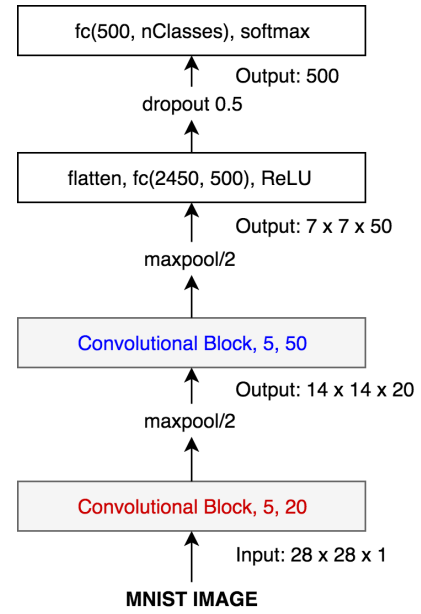 fc(500, nClasses), softmax
Output: 500
dropout 0.5
flatten, fc(2450, 500), ReLU
Output: 7 x 7 x 50
maxpool/2
Convolutional Block, 5, 50
Output: 14 x 14 x 20
maxpool/2
Convolutional Block, 5, 20
Input: 28 x 28 x 1
MNIST IMAGE